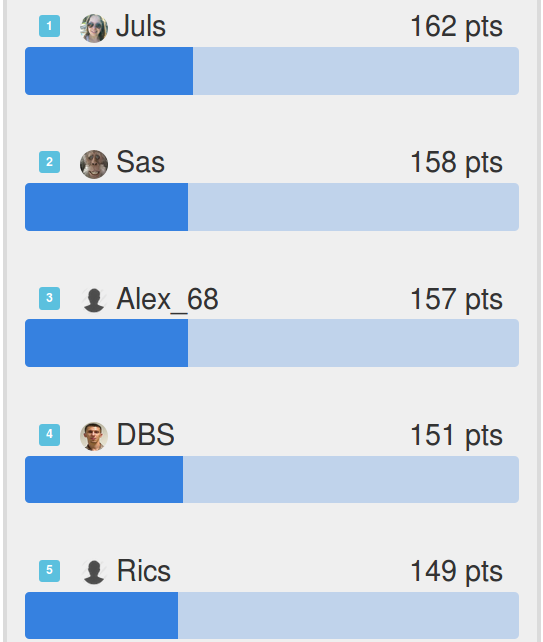 1 Juls 162 pts
2 Sas 158 pts
3 Alex_68 157 pts
4 DBS 151 pts
5 Rics 149 pts